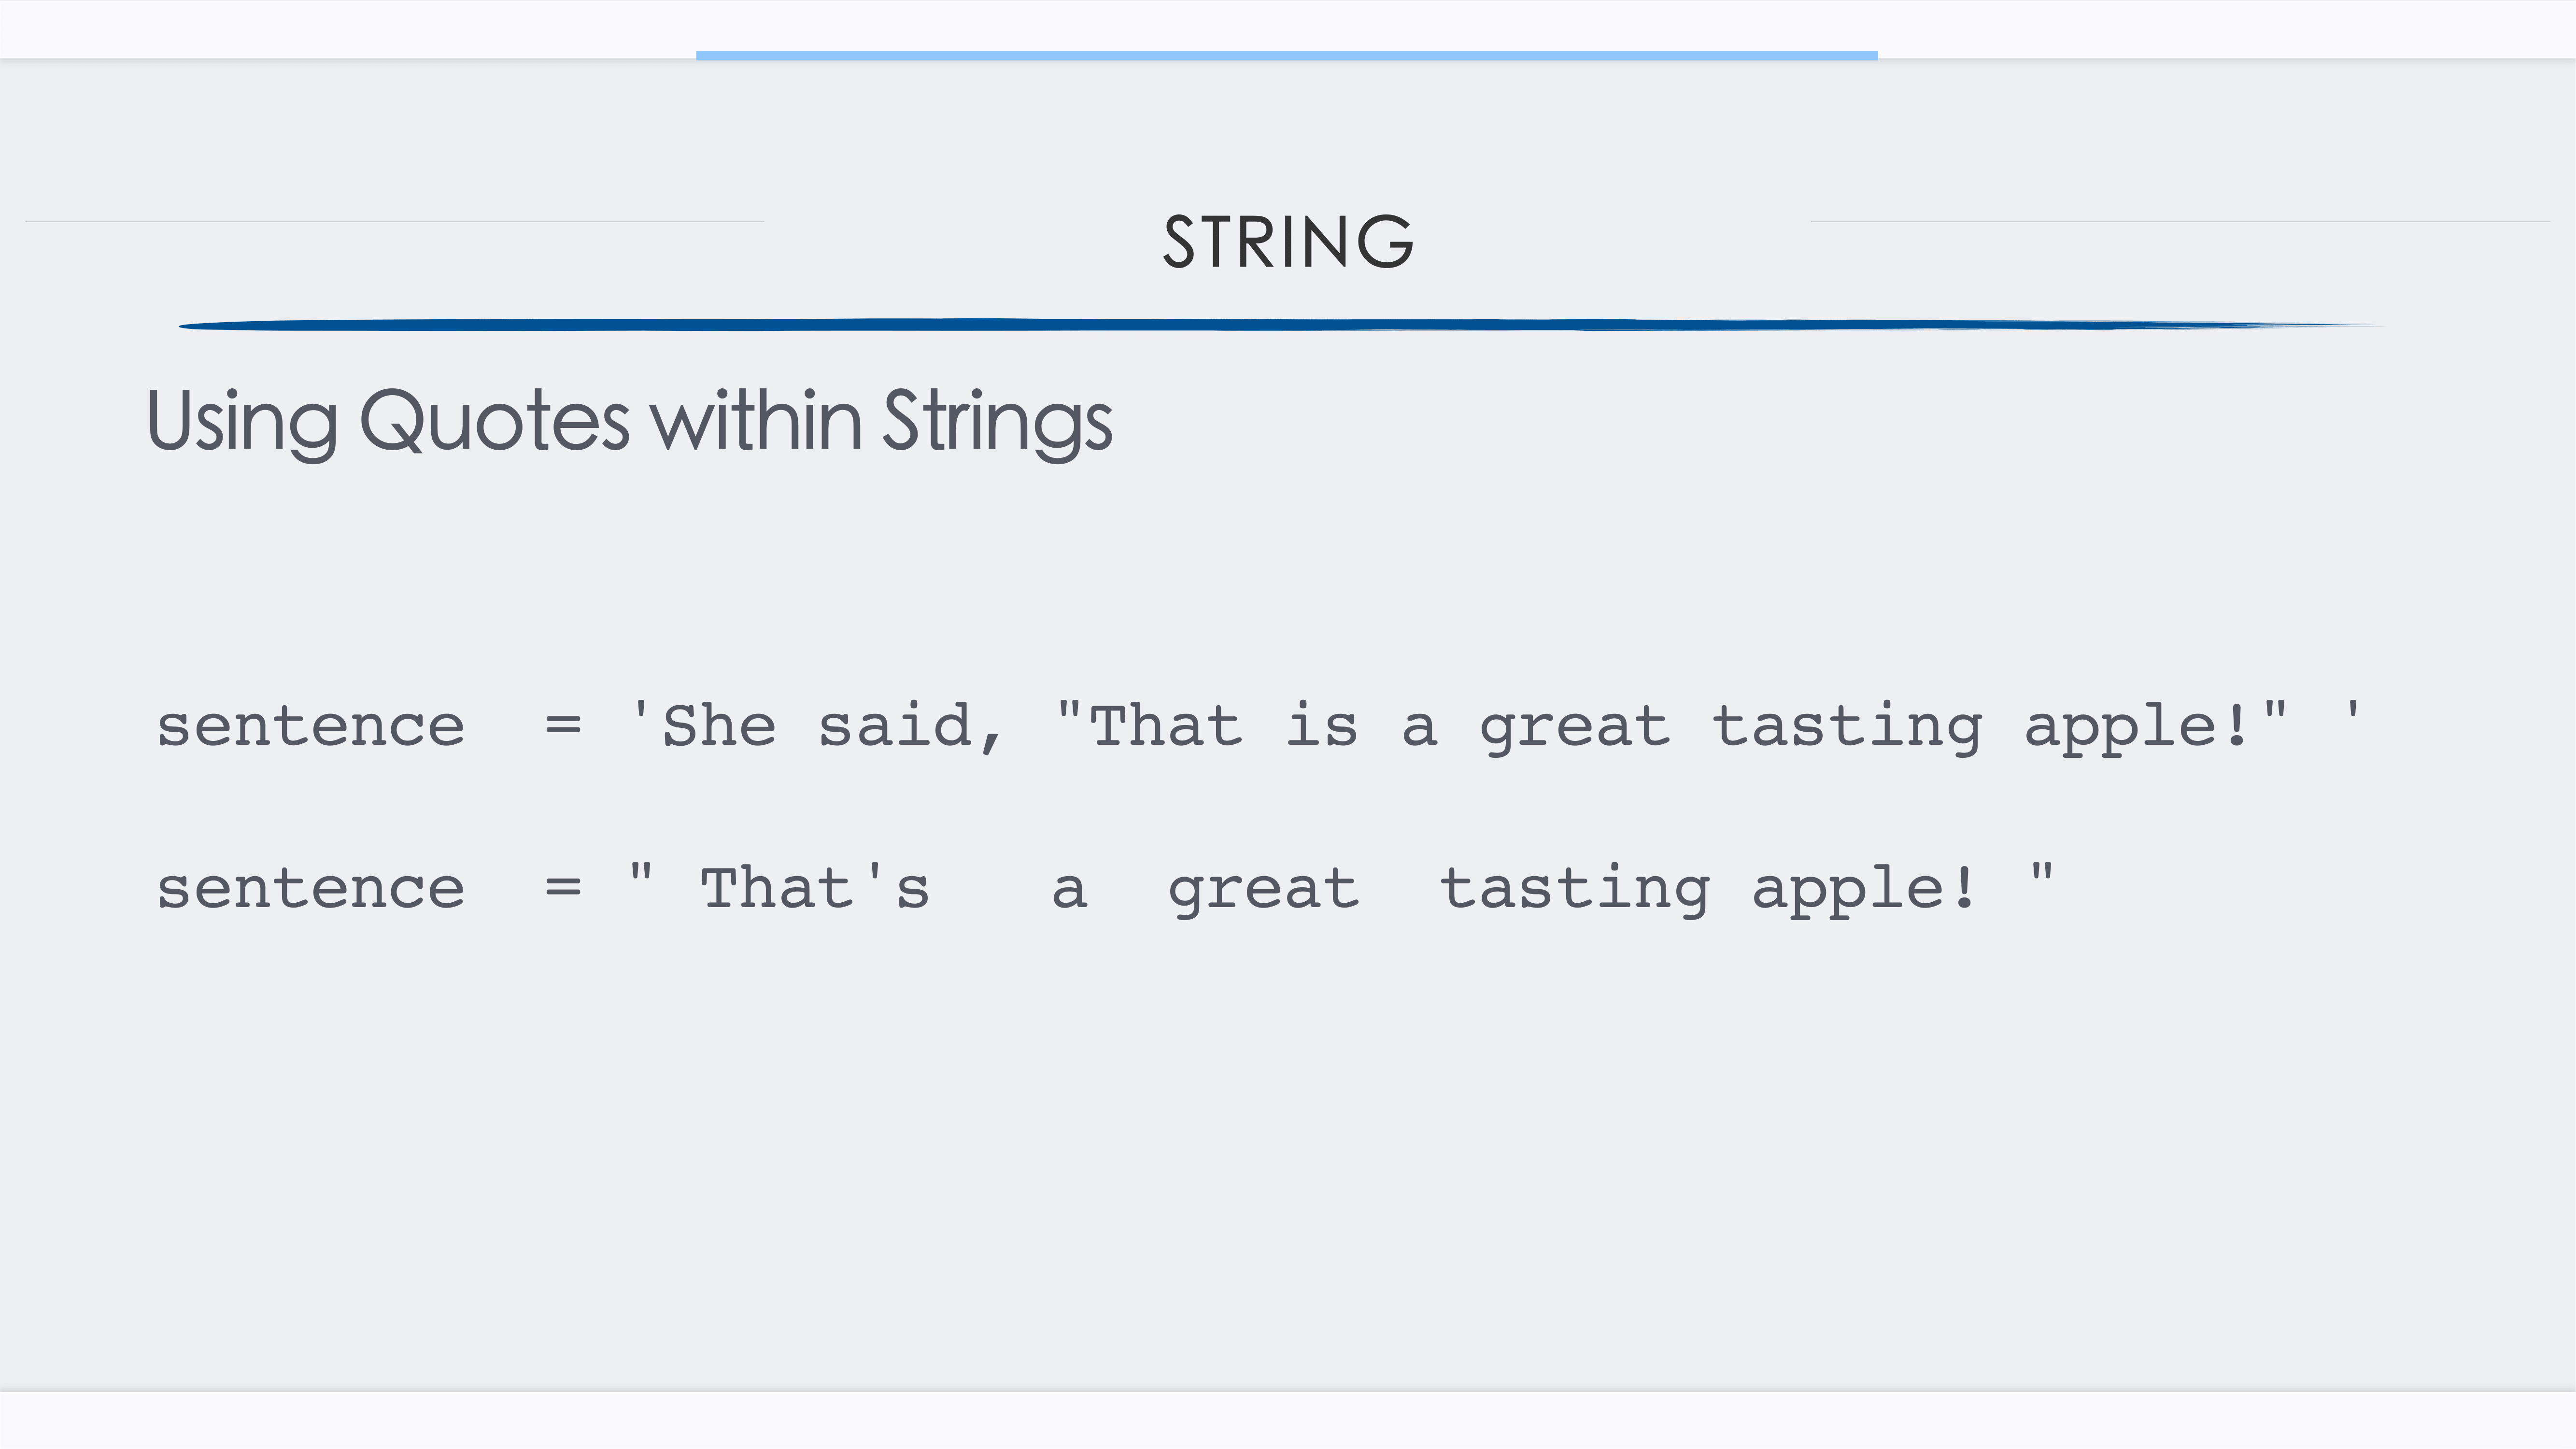 STRING
Using Quotes within Strings
sentence  = 'She said, "That is a great tasting apple!" '
sentence  = " That's   a  great  tasting apple! "